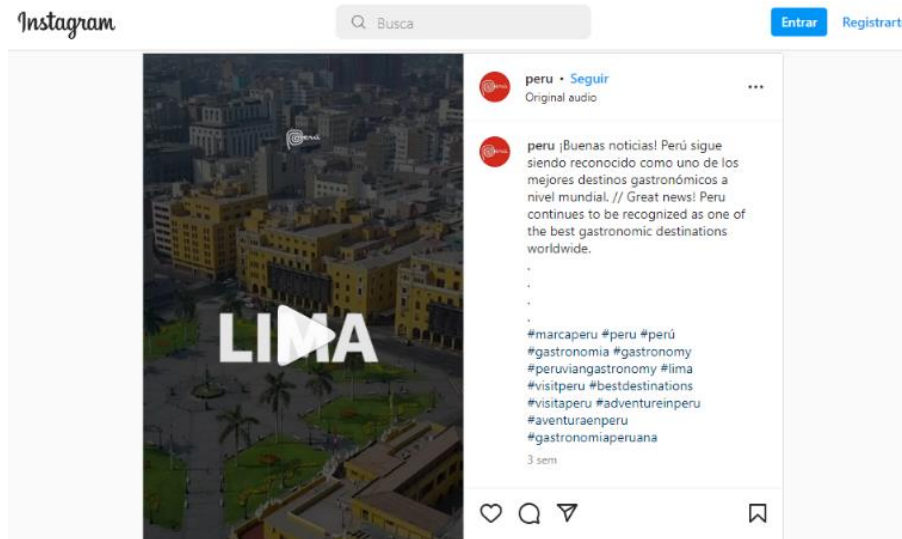 Instagram
Busca
Entrar
Registrart
Perú
LIMA
peru • Seguir
Original audio
peru ¡Buenas noticias! Perú sigue
siendo reconocido como uno de los
mejores destinos gastronómicos a
nivel mundial. // Great news! Peru
continues to be recognized as one of
the best gastronomic destinations
worldwide.
.
.
.
.
#marcaperu #peru #perú
#gastronomia #gastronomy
#peruviangastronomy #lima
#visitperu #bestdestinations
#visitaperu #adventureinperu
#aventuraenperu
#gastronomiaperuana
3 sem